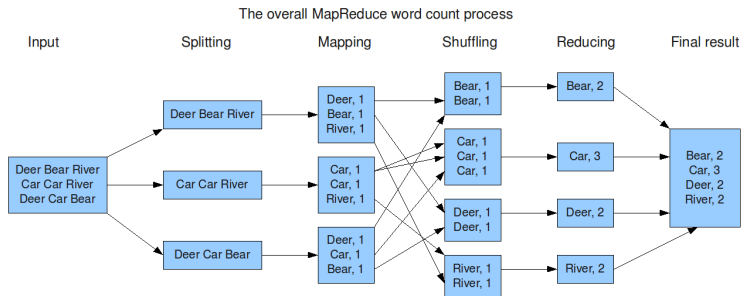 The overall MapReduce word count process
Input
Splitting
Mapping
Shuffling
Reducing
Final result
Deer Bear River
Car Car River
Deer Car Bear
Deer Bear River
Car Car River
Deer Car Bear
Deer, 1
Bear, 1
River, 1
Car, 1
Car, 1
River, 1
Deer, 1
Car, 1
Bear, 1
Bear, 1
Bear, 1
Car, 1
Car, 1
Car, 1
Deer, 1
Deer, 1
River, 1
River, 1
Bear, 2
Car, 3
Deer, 2
River, 2
Bear, 2
Car, 3
Deer, 2
River, 2